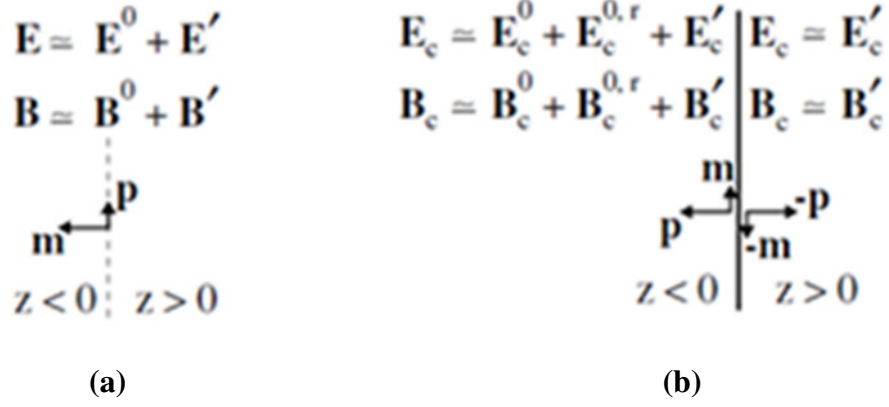 E ≃ E⁰ + E′
B ≃ B⁰ + B′
p
m
z < 0 z > 0
(a)
E_c ≃ E_c⁰ + E_c^{0, r} + E_c′ E_c ≃ E_c′
B_c ≃ B_c⁰ + B_c^{0, r} + B_c′ B_c ≃ B_c′
m
-p
p
-m
z < 0 z > 0
(b)